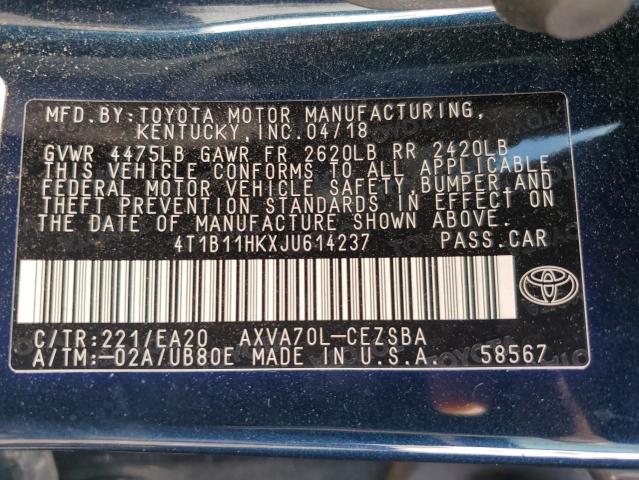 MFD.BY:TOYOTA MOTOR MANUFACTURING,
KENTUCKY,INC.04/18
GVWR 4475LB GAWR FR 2620LB RR 2420LB
THIS VEHICLE CONFORMS TO ALL APPLICABLE
FEDERAL MOTOR VEHICLE SAFETY,BUMPER,AND
THEFT PREVENTION STANDARDS IN EFFECT ON
THE DATE OF MANUFACTURE SHOWN ABOVE.
4T1B11HKXJU614237 PASS.CAR
C/TR:221/EA20 AXVA70L-CEZSBA
A/TM:-02A/UB80E MADE IN U.S.A. 58567